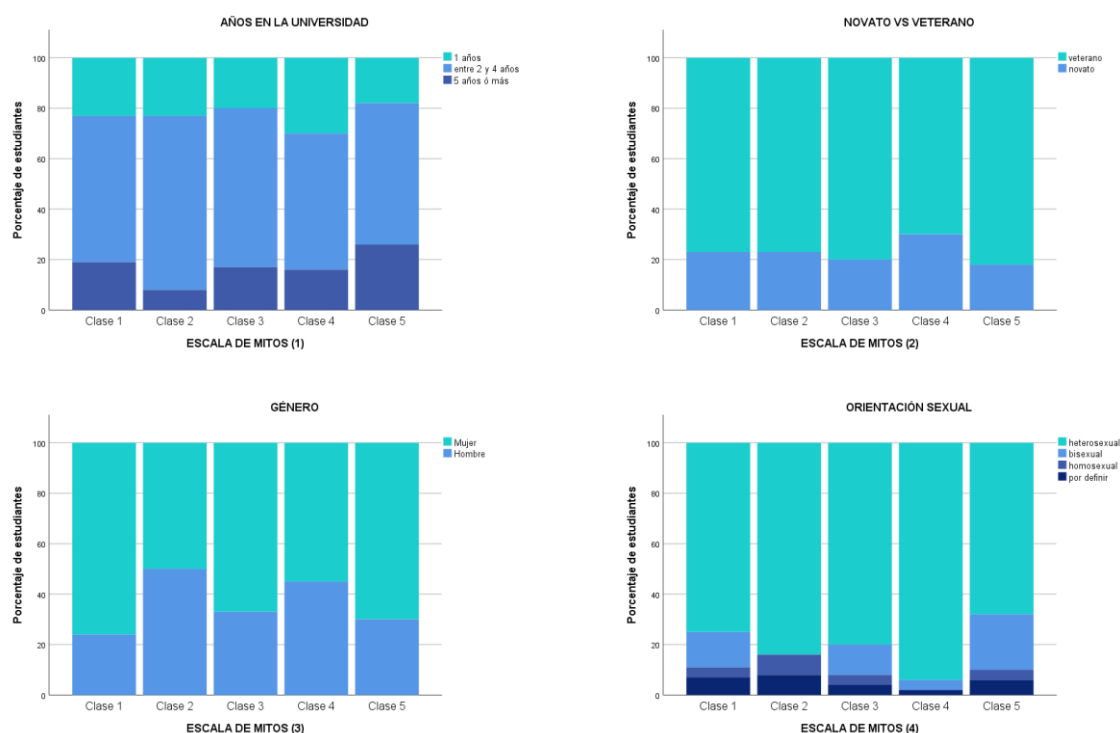 AÑOS EN LA UNIVERSIDAD
100
80
60
40
20
0
Porcentaje de estudiantes
1 años
entre 2 y 4 años
5 años ó más
Clase 1 Clase 2 Clase 3 Clase 4 Clase 5
ESCALA DE MITOS (1)
NOVATO VS VETERANO
100
80
60
40
20
0
Porcentaje de estudiantes
veterano
novato
Clase 1 Clase 2 Clase 3 Clase 4 Clase 5
ESCALA DE MITOS (2)
GÉNERO
100
80
60
40
20
0
Porcentaje de estudiantes
Mujer
Hombre
Clase 1 Clase 2 Clase 3 Clase 4 Clase 5
ESCALA DE MITOS (3)
ORIENTACIÓN SEXUAL
100
80
60
40
20
0
Porcentaje de estudiantes
heterosexual
bisexual
homosexual
por definir
Clase 1 Clase 2 Clase 3 Clase 4 Clase 5
ESCALA DE MITOS (4)